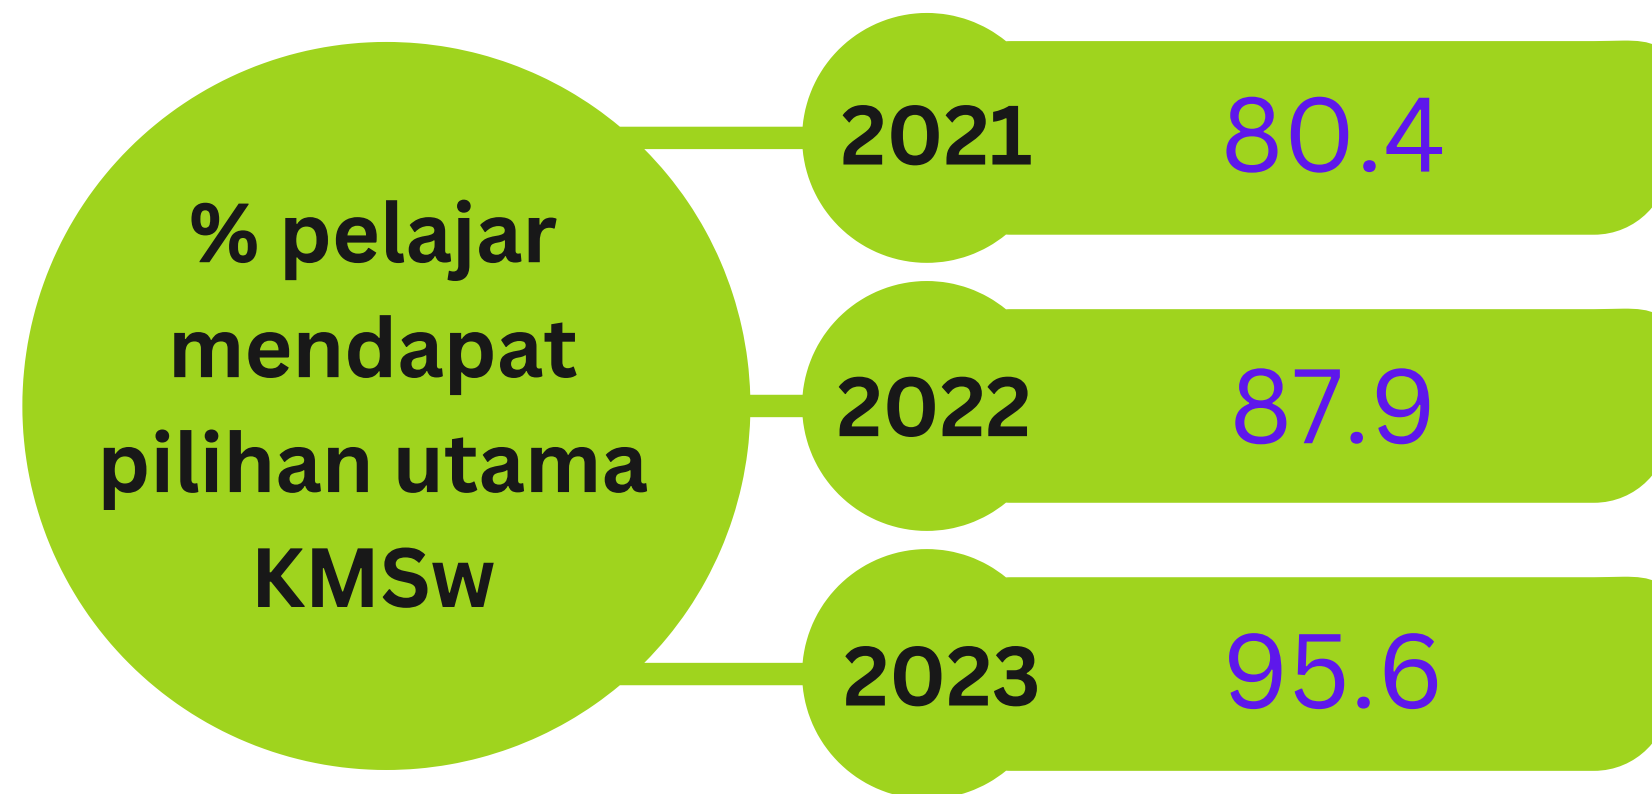 % pelajar
mendapat
pilihan utama
KMSw
2021 80.4
2022 87.9
2023 95.6